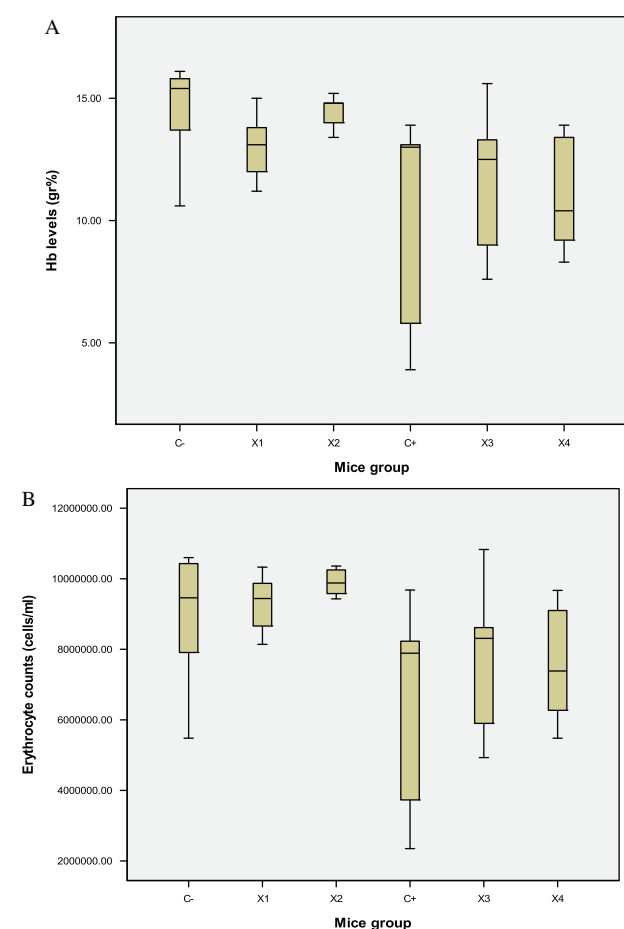 A
15.00
10.00
5.00
Hb levels (gr%)
C- X1 X2 C+ X3 X4
Mice group
B
12000000.00
10000000.00
8000000.00
6000000.00
4000000.00
2000000.00
Erythrocyte counts (cells/ml)
C- X1 X2 C+ X3 X4
Mice group